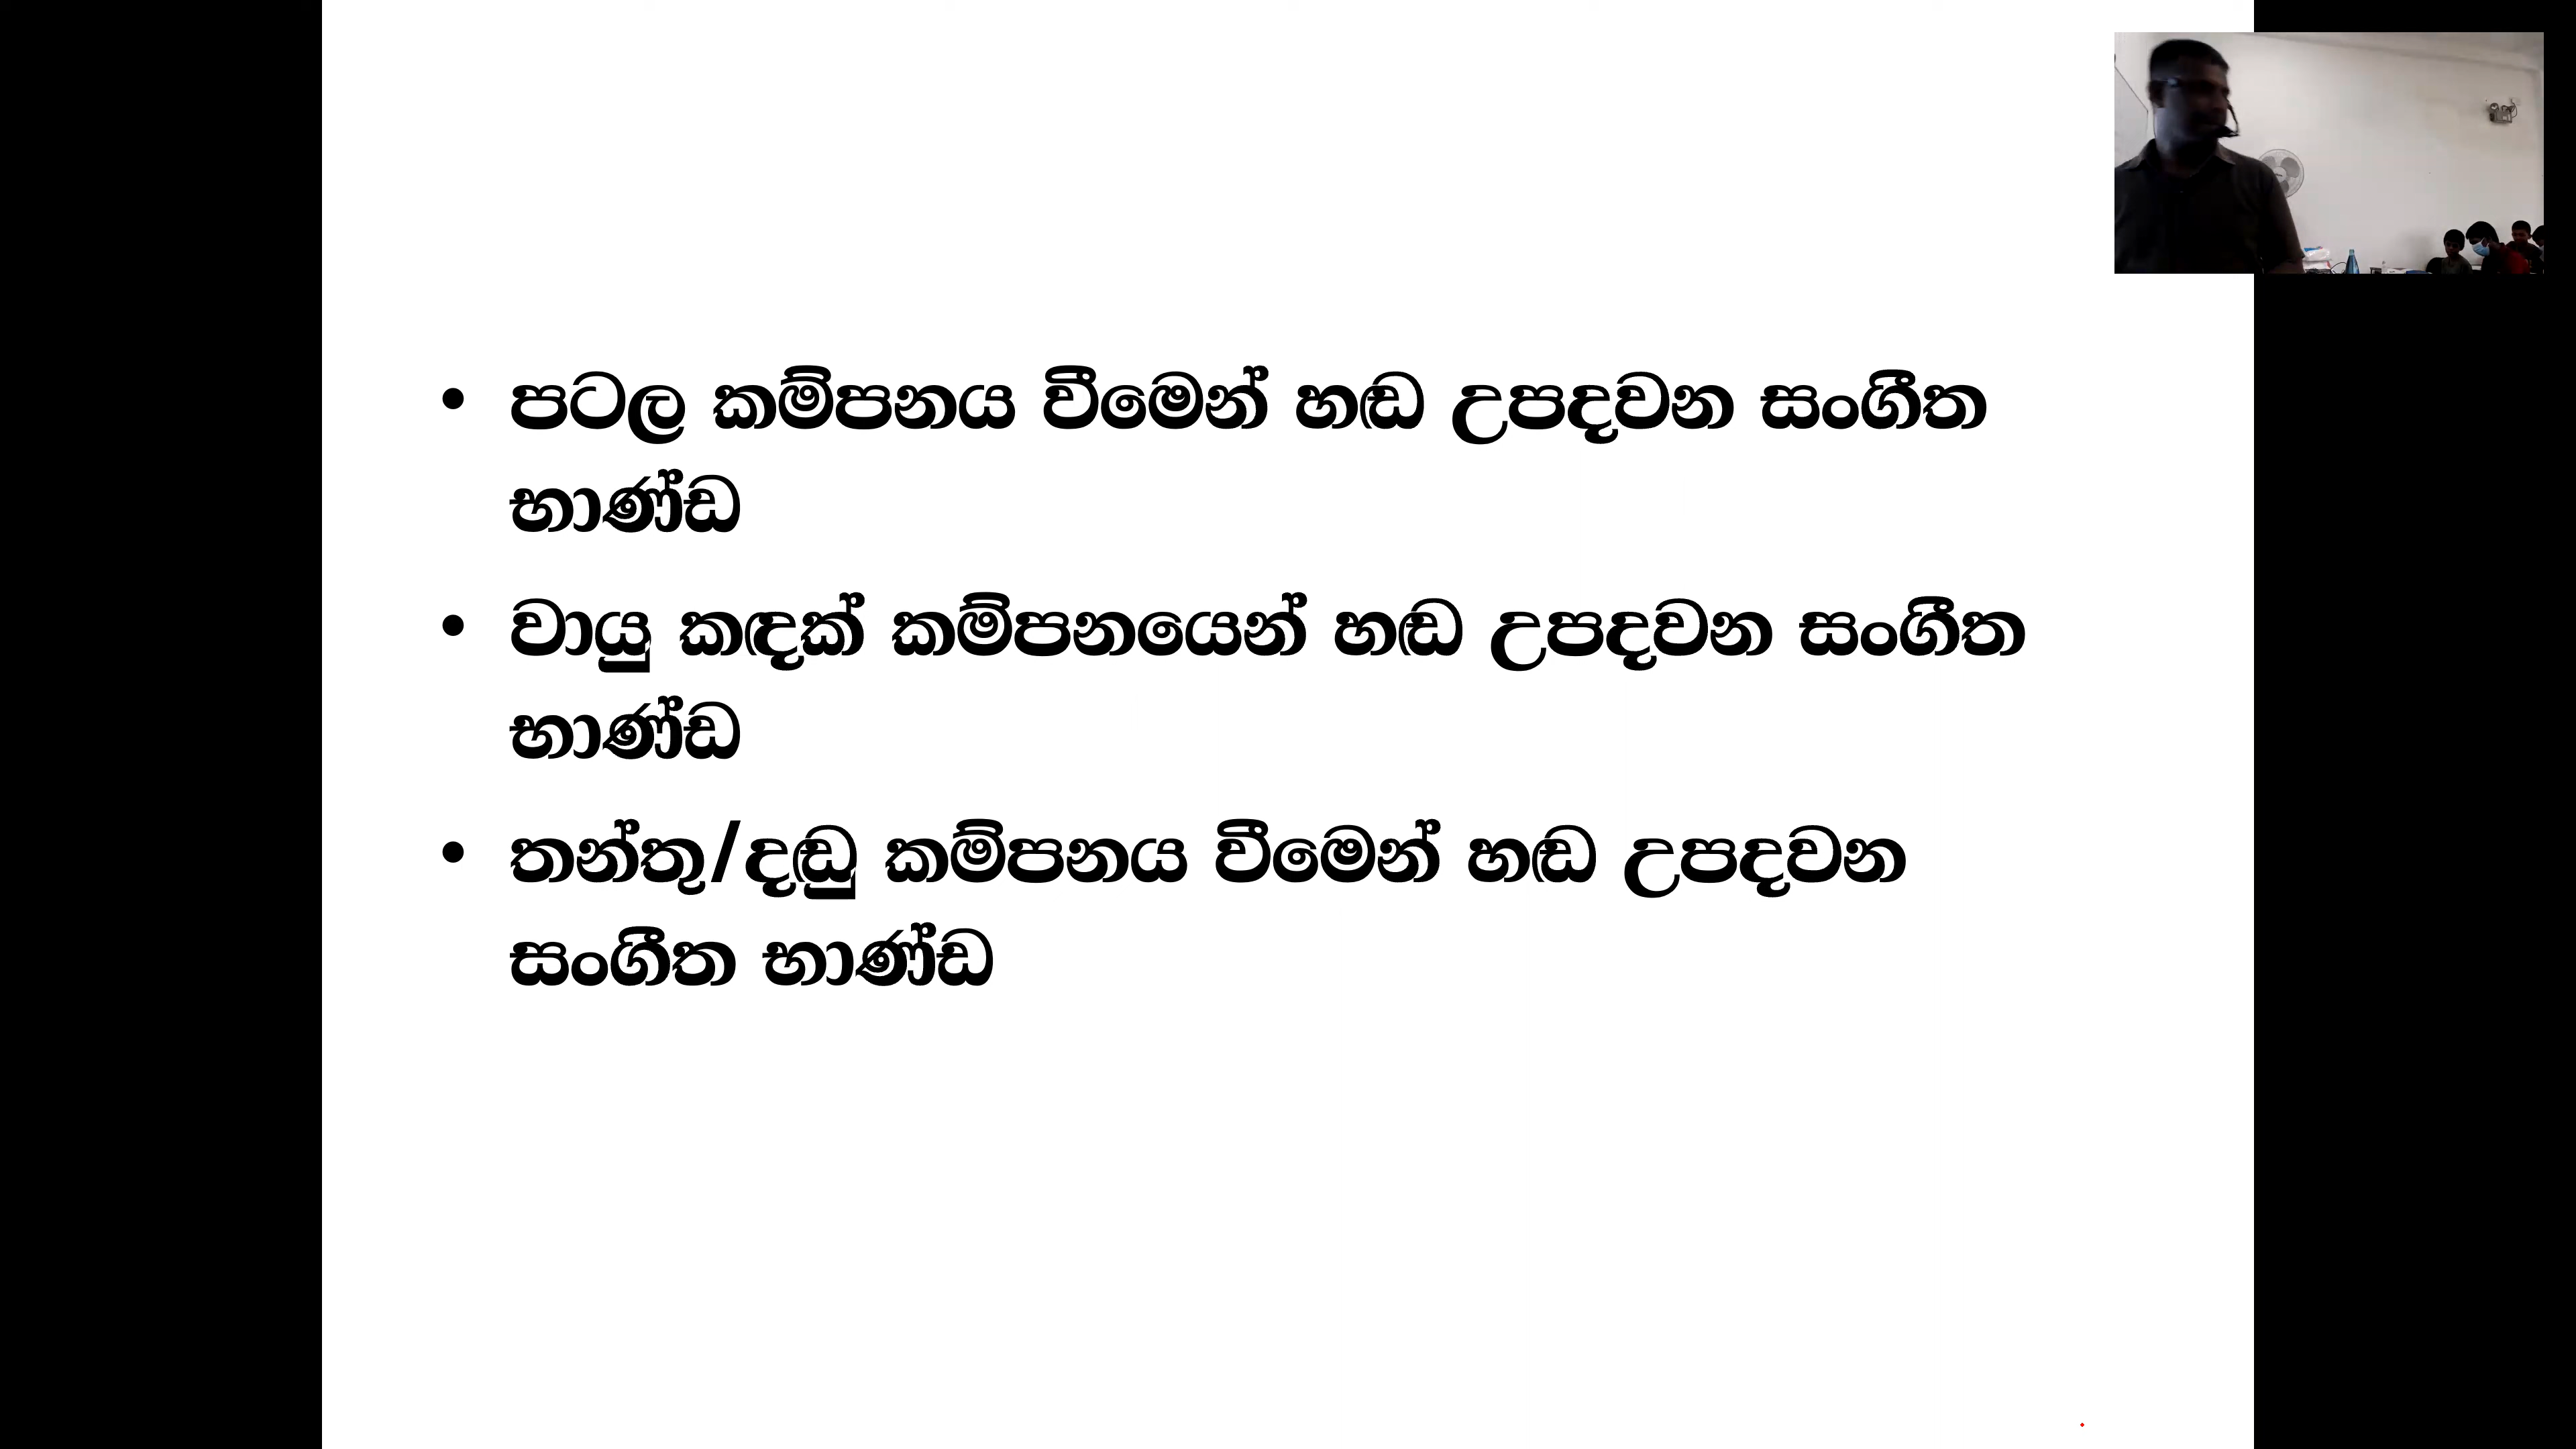 • පටල කම්පනය වීමෙන් හඬ උපදවන සංගීත
භාණ්ඩ
• වායු කඳක් කම්පනයෙන් හඬ උපදවන සංගීත
භාණ්ඩ
• තන්තු/දඬු කම්පනය වීමෙන් හඬ උපදවන
සංගීත භාණ්ඩ